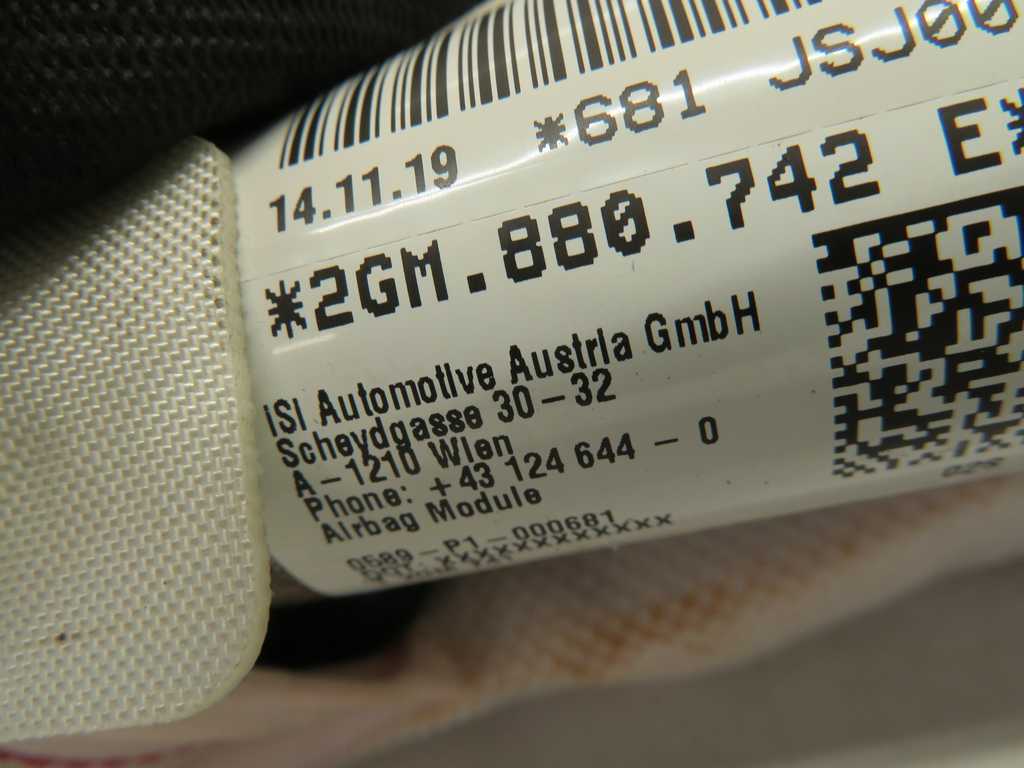 *681 JSJ00
14.11.19
*2GM.880.742 E*
ISI Automotive Austria GmbH
Scheydgasse 30-32
A-1210 Wien
Phone: +43 124 644 - 0
Airbag Module
0589-P1-000681